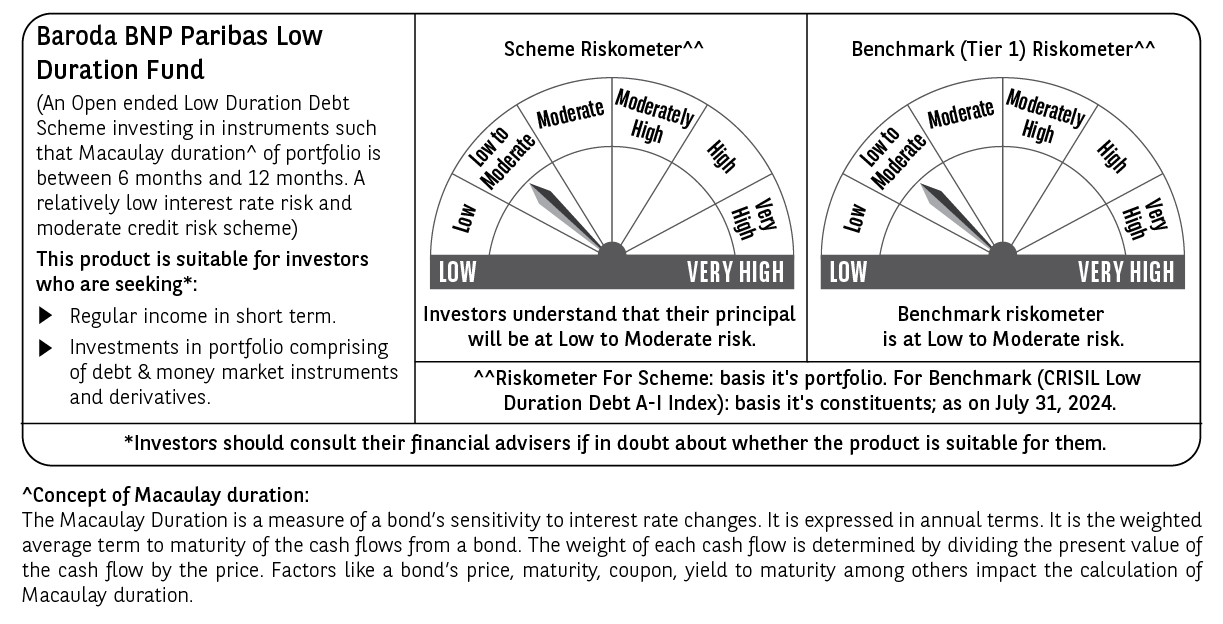 Baroda BNP Paribas Low
Duration Fund
(An Open ended Low Duration Debt
Scheme investing in instruments such
that Macaulay duration^ of portfolio is
between 6 months and 12 months. A
relatively low interest rate risk and
moderate credit risk scheme)
This product is suitable for investors
who are seeking*:
▶ Regular income in short term.
▶ Investments in portfolio comprising
of debt & money market instruments
and derivatives.
Scheme Riskometer^^
Low
Low to
Moderate
Moderate
Moderately
High
High
Very
High
LOW VERY HIGH
Investors understand that their principal
will be at Low to Moderate risk.
Benchmark (Tier 1) Riskometer^^
Low
Low to
Moderate
Moderate
Moderately
High
High
Very
High
LOW VERY HIGH
Benchmark riskometer
is at Low to Moderate risk.
^^Riskometer For Scheme: basis it's portfolio. For Benchmark (CRISIL Low
Duration Debt A-I Index): basis it's constituents; as on July 31, 2024.
*Investors should consult their financial advisers if in doubt about whether the product is suitable for them.
^Concept of Macaulay duration:
The Macaulay Duration is a measure of a bond's sensitivity to interest rate changes. It is expressed in annual terms. It is the weighted
average term to maturity of the cash flows from a bond. The weight of each cash flow is determined by dividing the present value of
the cash flow by the price. Factors like a bond's price, maturity, coupon, yield to maturity among others impact the calculation of
Macaulay duration.